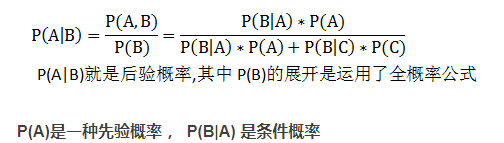 P(A|B) = P(A,B) / P(B) = P(B|A) ∗ P(A) / P(B|A) ∗ P(A) + P(B|C) ∗ P(C)
P(A|B)就是后验概率,其中 P(B)的展开是运用了全概率公式
P(A)是一种先验概率 ， P(B|A) 是条件概率